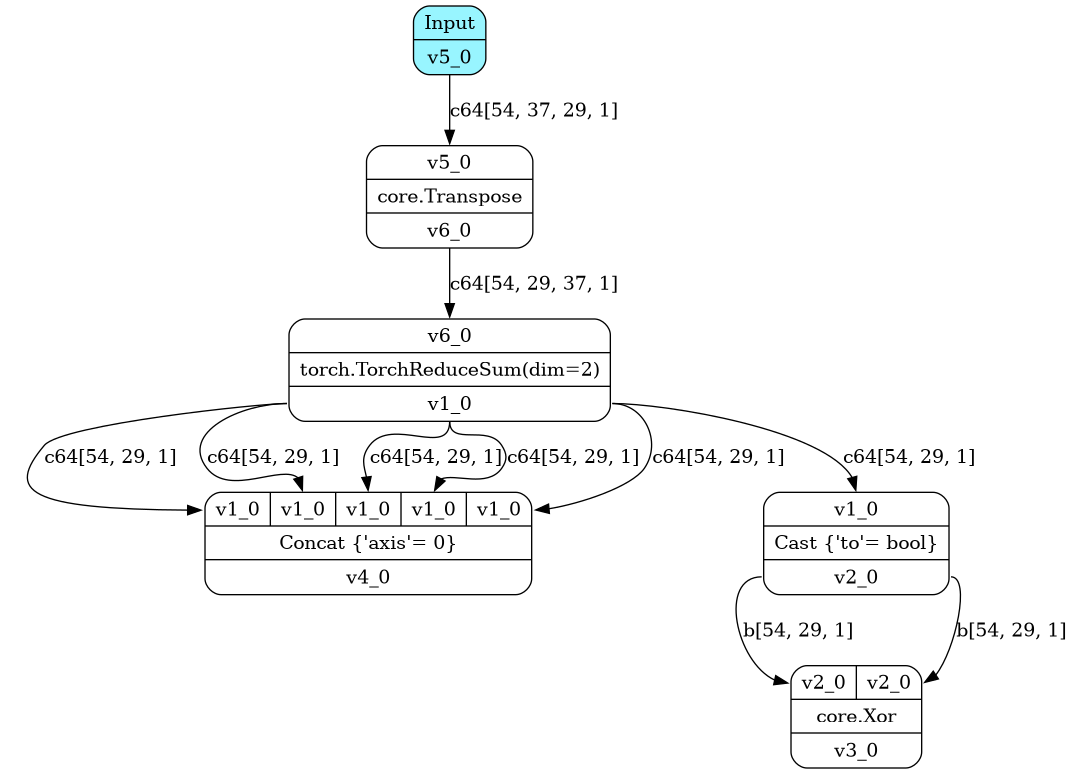 Input
v5_0
c64[54, 37, 29, 1]
v5_0
core.Transpose
v6_0
c64[54, 29, 37, 1]
v6_0
torch.TorchReduceSum(dim=2)
v1_0
c64[54, 29, 1] c64[54, 29, 1] c64[54, 29, 1] c64[54, 29, 1] c64[54, 29, 1] c64[54, 29, 1]
v1_0 v1_0 v1_0 v1_0 v1_0
Concat {'axis'= 0}
v4_0
v1_0
Cast {'to'= bool}
v2_0
b[54, 29, 1] b[54, 29, 1]
v2_0 v2_0
core.Xor
v3_0